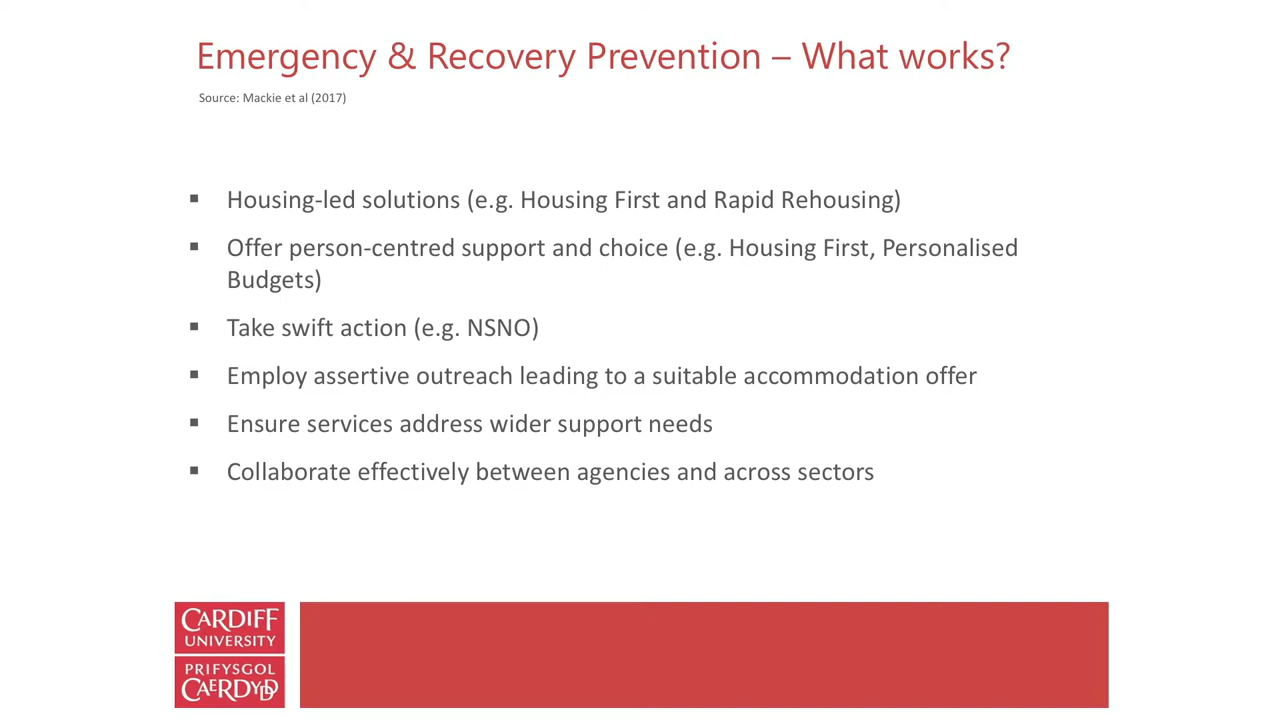 Emergency & Recovery Prevention – What works?
Source: Mackie et al (2017)
▪ Housing-led solutions (e.g. Housing First and Rapid Rehousing)
▪ Offer person-centred support and choice (e.g. Housing First, Personalised
Budgets)
▪ Take swift action (e.g. NSNO)
▪ Employ assertive outreach leading to a suitable accommodation offer
▪ Ensure services address wider support needs
▪ Collaborate effectively between agencies and across sectors
CARDIFF
UNIVERSITY
PRIFYSGOL
CAERDYDD